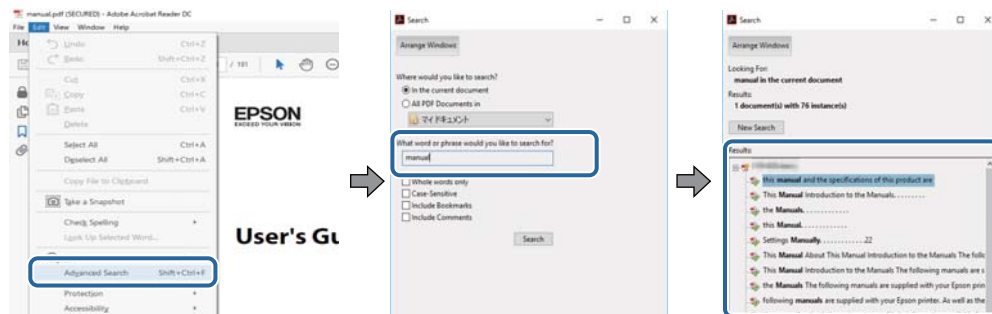 manual.pdf (SECURED) - Adobe Acrobat Reader DC
File Edit View Window Help
Undo Ctrl+Z
Redo Shift+Ctrl+Z
Cut Ctrl+X
Copy Ctrl+C
Paste Ctrl+V
Delete
Select All Ctrl+A
Deselect All Shift+Ctrl+A
Copy File to Clipboard
Take a Snapshot
Check Spelling
Look Up Selected Word...
Advanced Search Shift+Ctrl+F
Protection
Accessibility
/ 191
EPSON
EXCEED YOUR VISION
User's Gu
Search
Arrange Windows
Where would you like to search?
In the current document
All PDF Documents in
マイ ドキュメント
What word or phrase would you like to search for?
manual
Whole words only
Case-Sensitive
Include Bookmarks
Include Comments
Search
Search
Arrange Windows
Looking For:
manual in the current document
Results:
1 document(s) with 76 instance(s)
New Search
Results:
this manual and the specifications of this product are
This Manual Introduction to the Manuals. . . . . . . . .
the Manuals. . . . . . . . . . . . .
this Manual. . . . . . . . . . . . .
Settings Manually. . . . . . . . . . . . .22
This Manual About This Manual Introduction to the Manuals The follo
This Manual Introduction to the Manuals The following manuals are s
the Manuals The following manuals are supplied with your Epson prin
following manuals are supplied with your Epson printer. As well as the